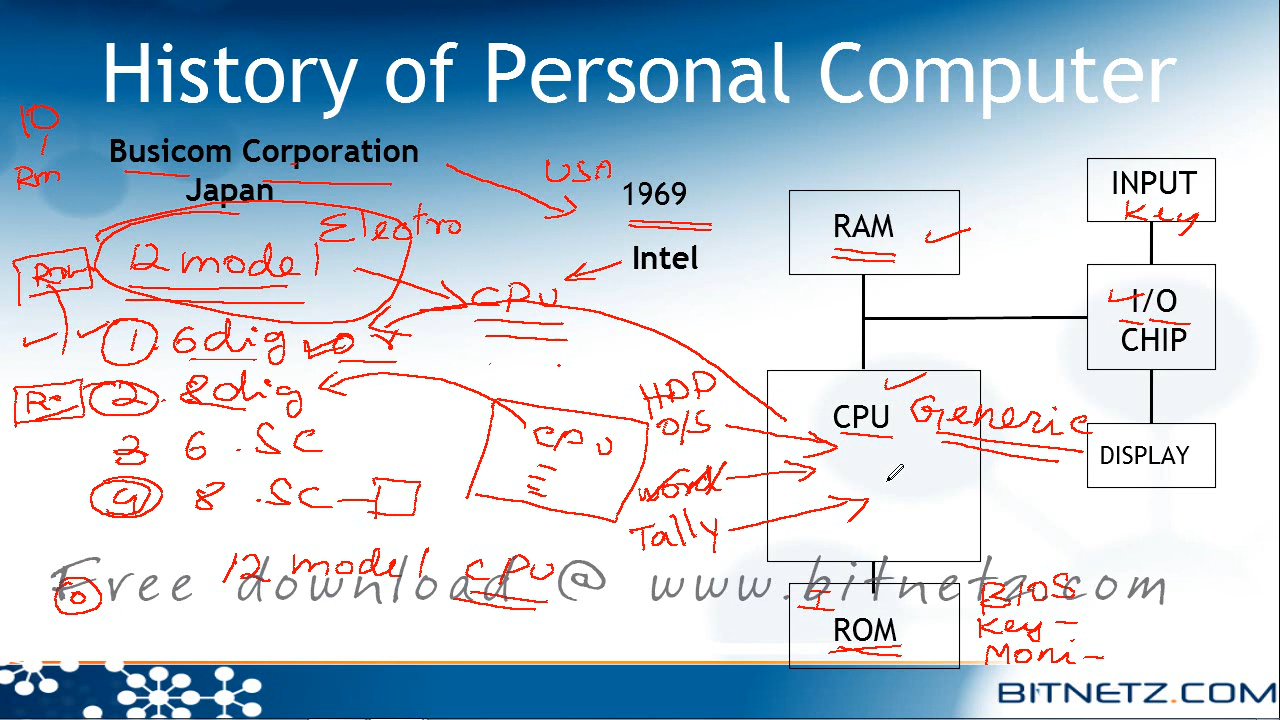 History of Personal Computer
10
Rm
Busicom Corporation
Japan
USA
1969
Intel
Electro
12 model
CPU
① 6dig
② 8dig
3 6 .SC
④ 8 .SC
12 model CPU
CPU
HDD
O/S
Word
Tally
RAM
CPU
Generic
INPUT
Key
I/O
CHIP
DISPLAY
ROM
BIOS
Key –
Moni –
Free download @ www.bitnetz.com
BITNETZ.COM